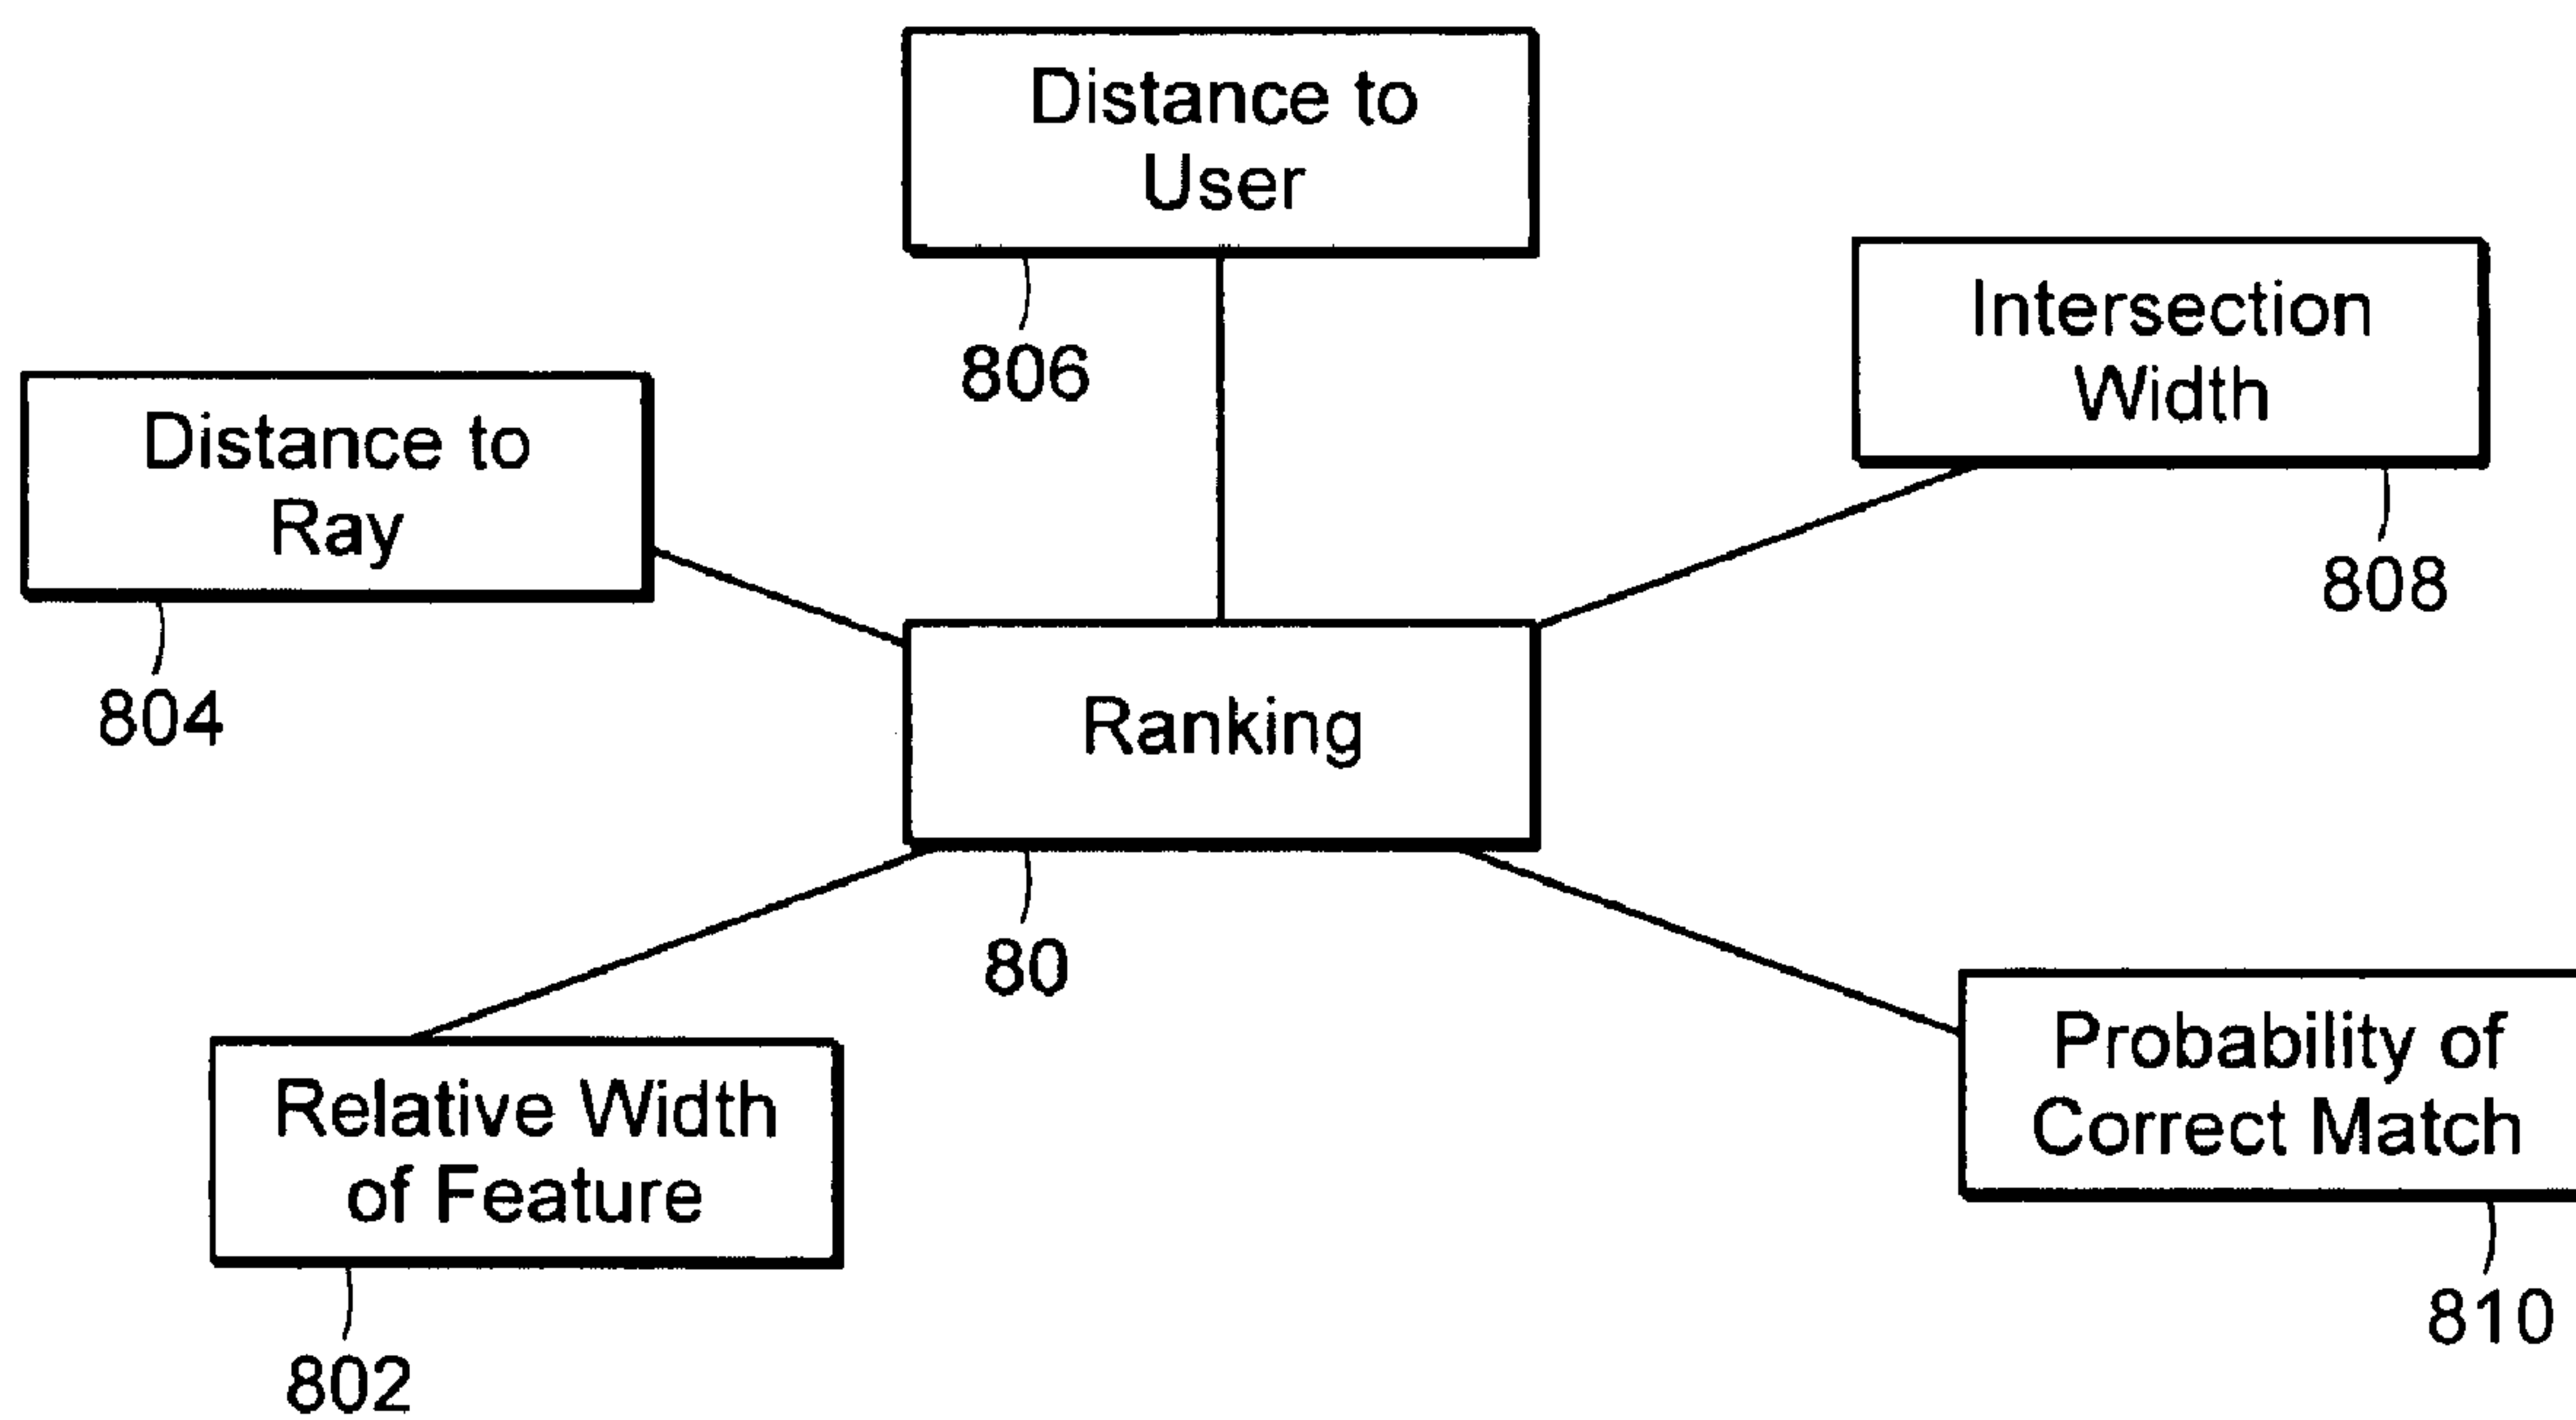 Distance to
User
806
Intersection
Width
808
Distance to
Ray
804
Ranking
80
Relative Width
of Feature
802
Probability of
Correct Match
810